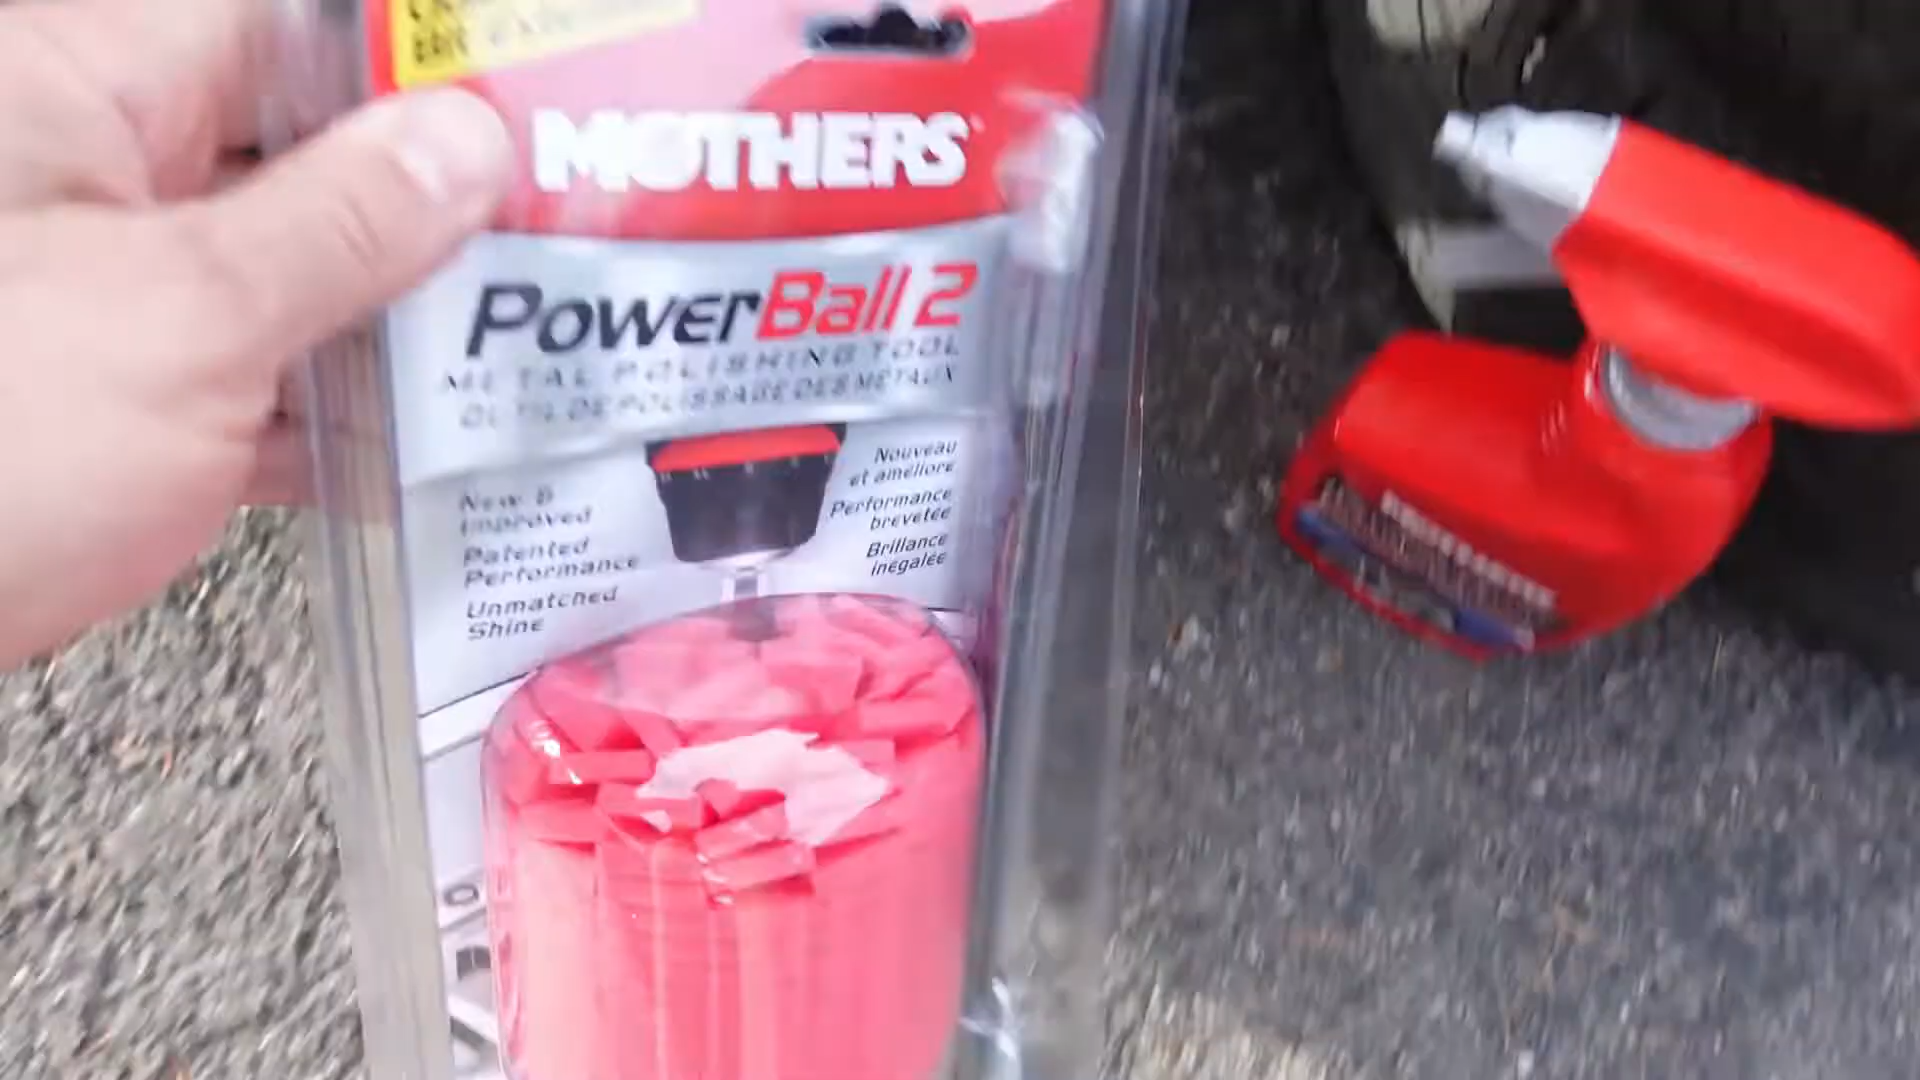 MOTHERS
PowerBall 2
METAL POLISHING TOOL
OUTIL DE POLISSAGE DES METAUX
New &
Improved
Patented
Performance
Unmatched
Shine
Nouveau
et amélioré
Performance
brevetée
Brillance
inégalée
MOTHERS